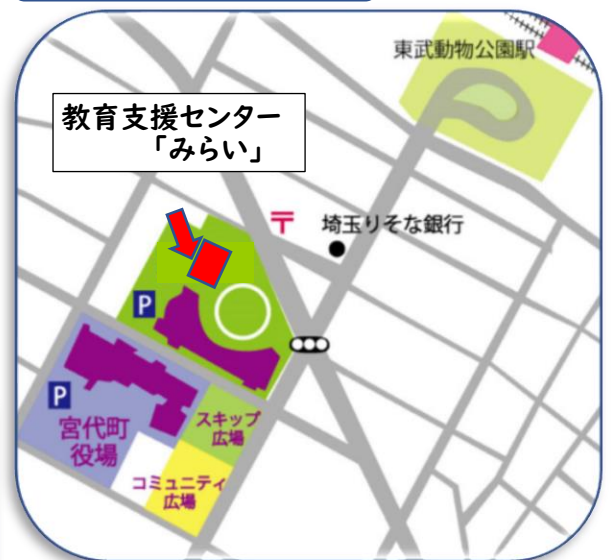 東武動物公園駅
教育支援センター
「みらい」
〒
埼玉りそな銀行
P
P
宮代町
役場
スキップ
広場
コミュニティ
広場